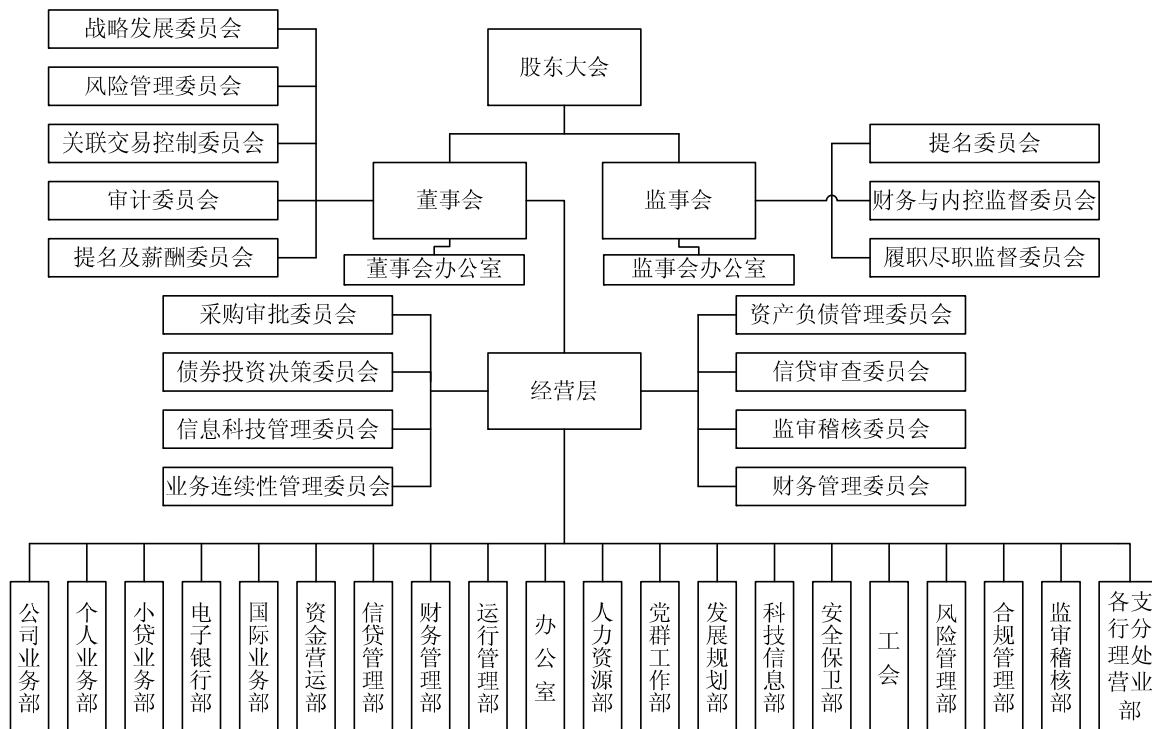 战略发展委员会
风险管理委员会
关联交易控制委员会
审计委员会
提名及薪酬委员会
股东大会
董事会
监事会
董事会办公室
监事会办公室
提名委员会
财务与内控监督委员会
履职尽职监督委员会
采购审批委员会
债券投资决策委员会
信息科技管理委员会
业务连续性管理委员会
经营层
资产负债管理委员会
信贷审查委员会
监审稽核委员会
财务管理委员会
公司业务部
个人业务部
小贷业务部
电子银行部
国际业务部
资金营运部
信贷管理部
财务管理部
运行管理部
办公室
人力资源部
党群工作部
发展规划部
科技信息部
安全保卫部
工会
风险管理部
合规管理部
监审稽核部
各支行分理处营业部